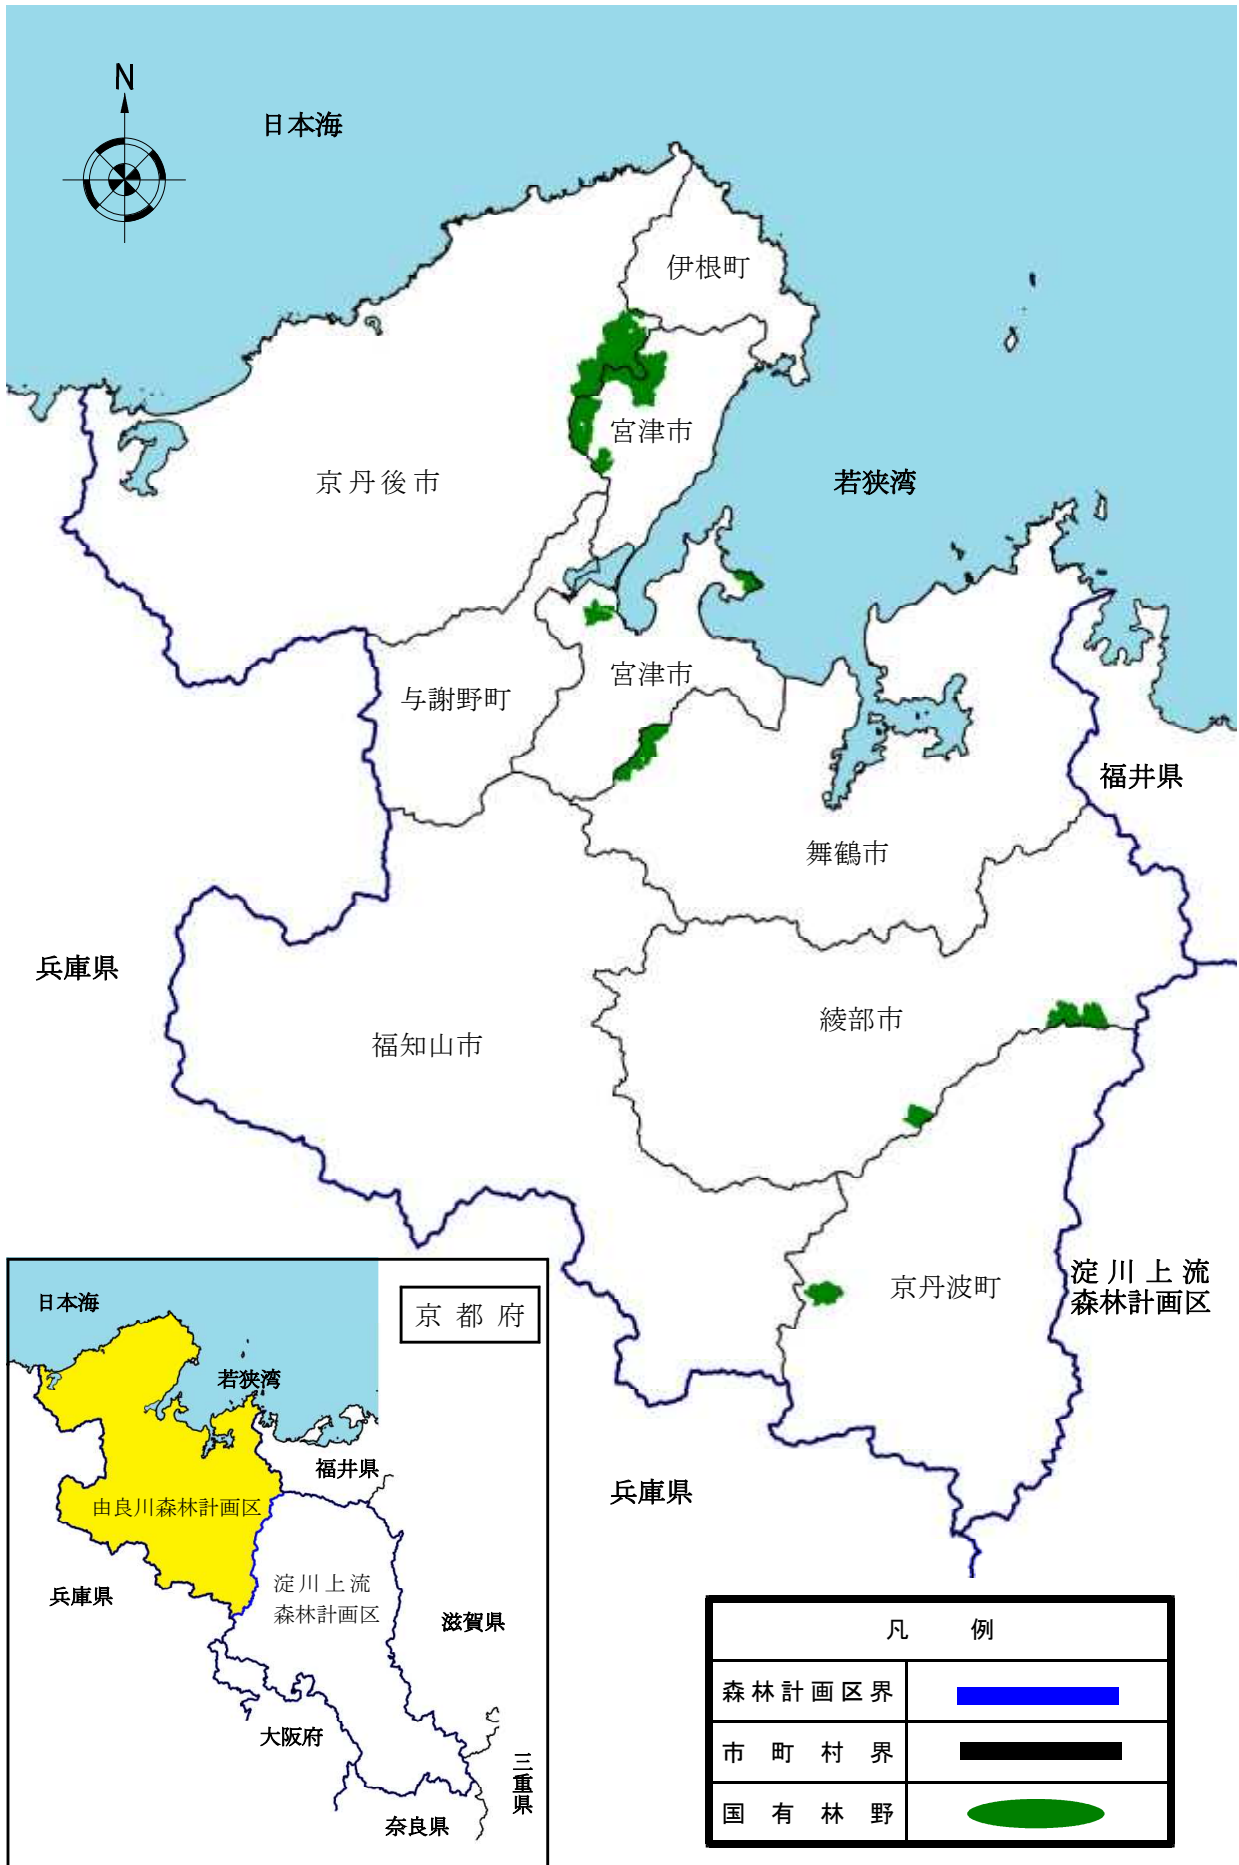 N
日本海
伊根町
宮津市
京丹後市
若狭湾
宮津市
与謝野町
福井県
舞鶴市
兵庫県
綾部市
福知山市
京丹波町
淀川上流
森林計画区
兵庫県
京都府
日本海
若狭湾
福井県
由良川森林計画区
兵庫県
淀川上流
森林計画区
滋賀県
大阪府
三重県
奈良県
凡例
森林計画区界
市町村界
国有林野